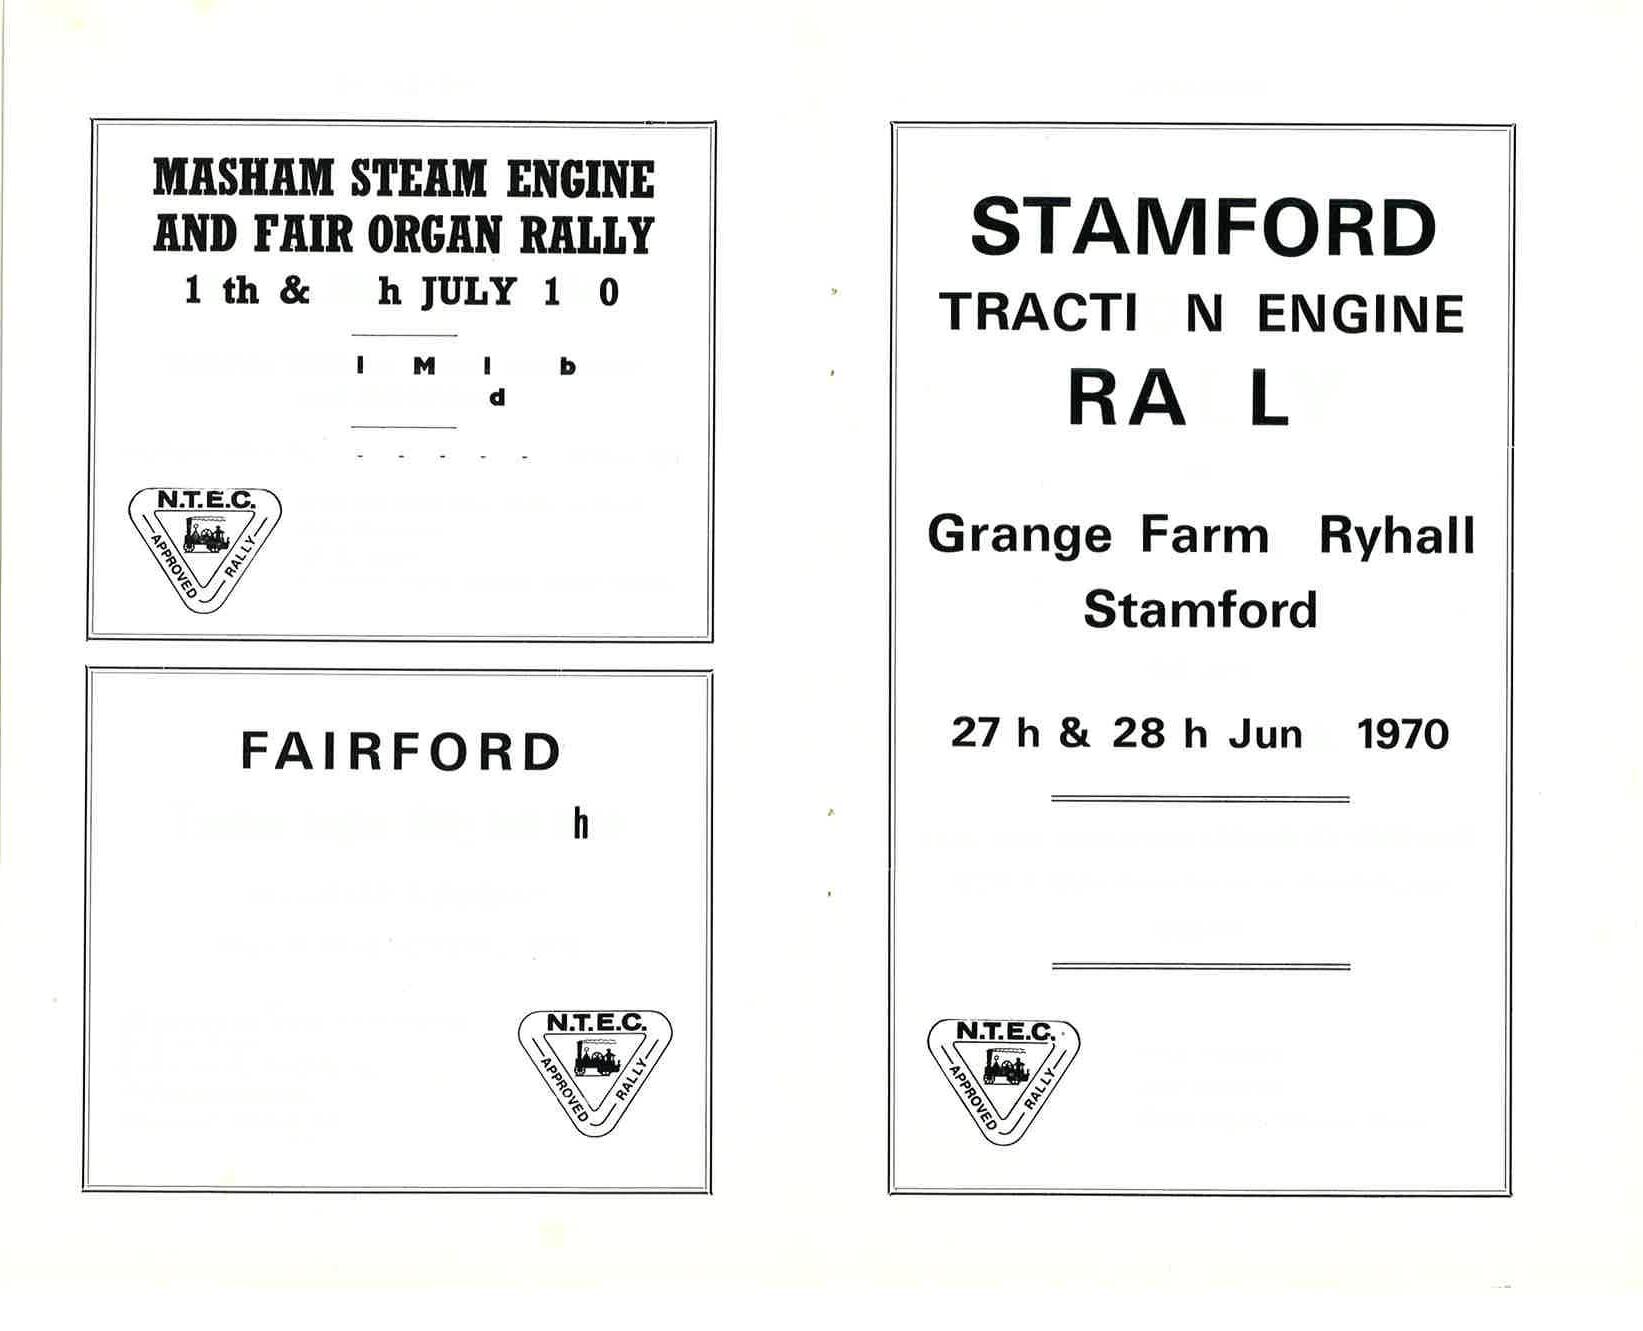 MASHAM STEAM ENGINE
AND FAIR ORGAN RALLY
1 th & h JULY 1 0
l M l b
d
- - - - -
N.T.E.C.
APPROVED RALLY
FAIRFORD
h
N.T.E.C.
APPROVED RALLY
STAMFORD
TRACTI N ENGINE
RA L
Grange Farm Ryhall
Stamford
27 h & 28 h Jun 1970
N.T.E.C.
APPROVED RALLY